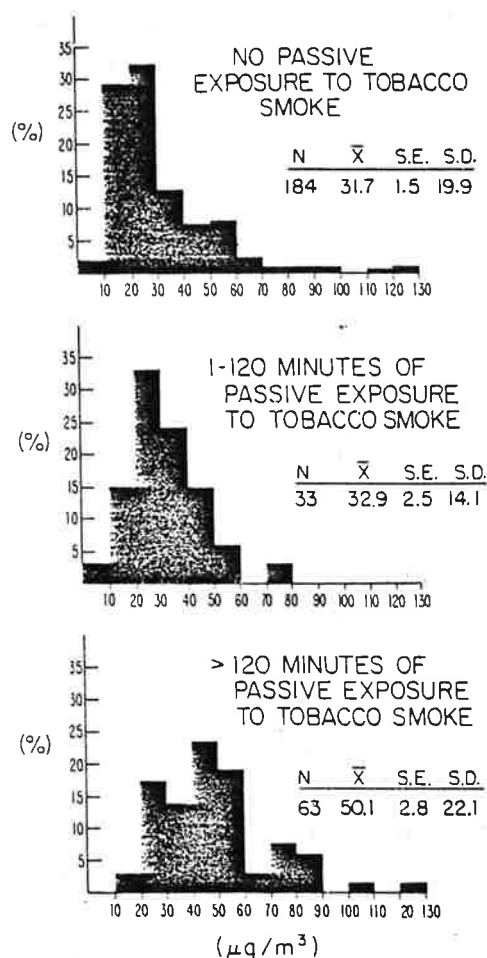 35
30
25
20
15
10
5
(%)
NO PASSIVE
EXPOSURE TO TOBACCO
SMOKE
N X̅ S.E. S.D.
184 31.7 1.5 19.9
10 20 30 40 50 60 70 80 90 100 110 120 130
35
30
25
20
15
10
5
(%)
1-120 MINUTES OF
PASSIVE EXPOSURE
TO TOBACCO SMOKE
N X̅ S.E. S.D.
33 32.9 2.5 14.1
10 20 30 40 50 60 70 80 90 100 110 120 130
35
30
25
20
15
10
5
(%)
> 120 MINUTES OF
PASSIVE EXPOSURE
TO TOBACCO SMOKE
N X̅ S.E. S.D.
63 50.1 2.8 22.1
10 20 30 40 50 60 70 80 90 100 110 120 130
(μg/m³)